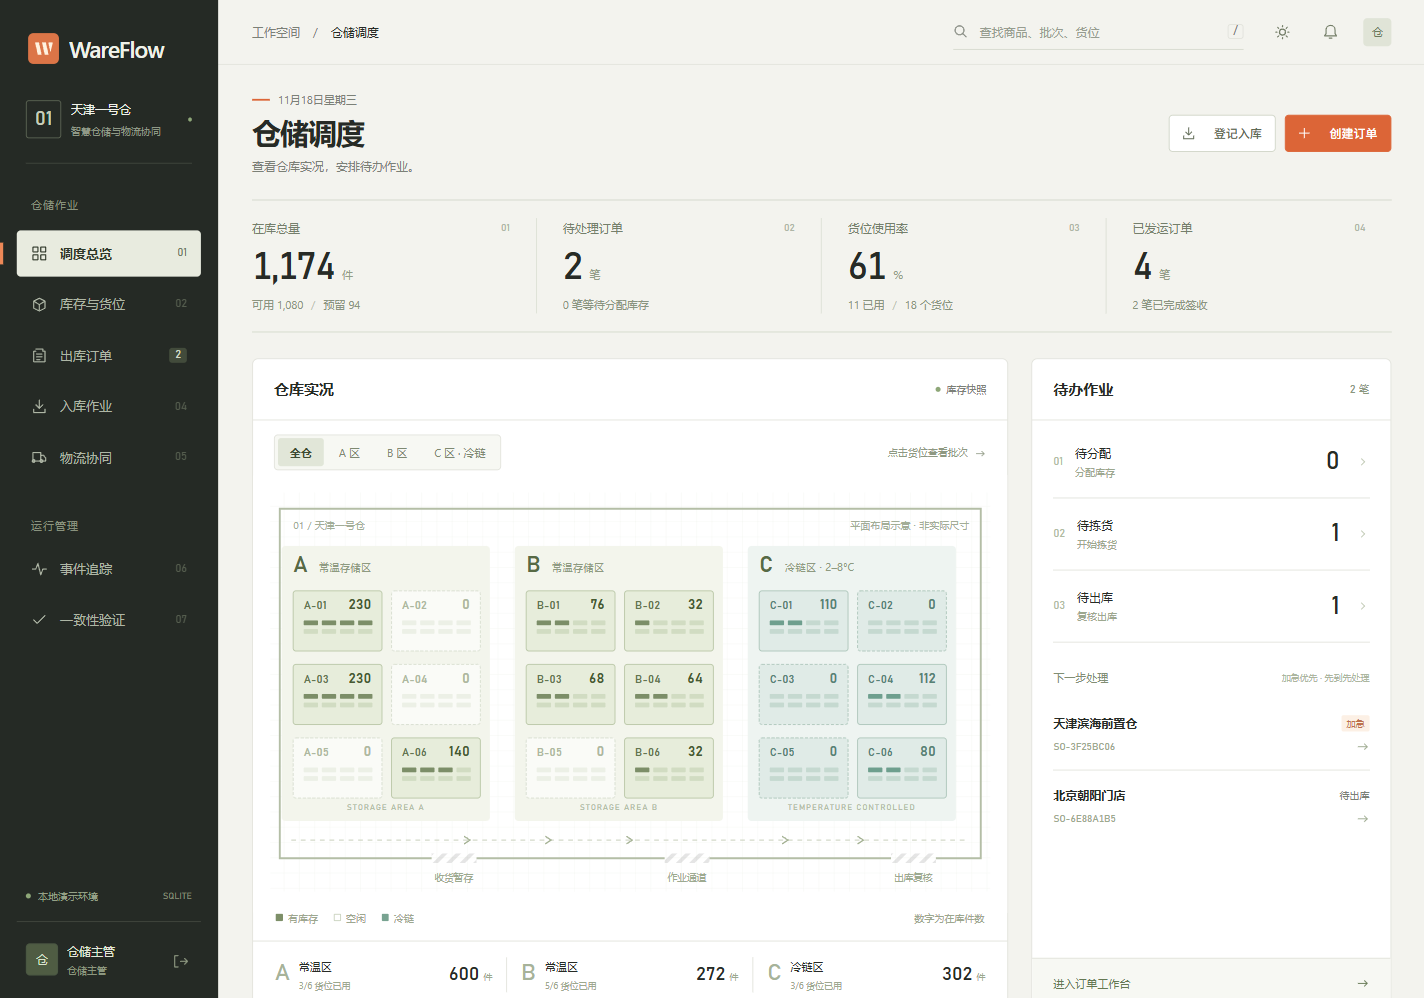 WareFlow
01
天津一号仓
智慧仓储与物流协同
仓储作业
调度总览 01
库存与货位 02
出库订单 2
入库作业 04
物流协同 05
运行管理
事件追踪 06
一致性验证 07
本地演示环境 SQLITE
仓 仓储主管
仓储主管
工作空间 / 仓储调度
查找商品、批次、货位 /
仓
11月18日星期三
仓储调度
查看仓库实况，安排待办作业。
登记入库
创建订单
在库总量 01
1,174 件
可用 1,080 / 预留 94
待处理订单 02
2 笔
0 笔等待分配库存
货位使用率 03
61 %
11 已用 / 18 个货位
已发运订单 04
4 笔
2 笔已完成签收
仓库实况
库存快照
全仓 A 区 B 区 C 区 · 冷链
点击货位查看批次 →
01 / 天津一号仓
平面布局示意 · 非实际尺寸
A 常温存储区
A-01 230
A-02 0
A-03 230
A-04 0
A-05 0
A-06 140
STORAGE AREA A
B 常温存储区
B-01 76
B-02 32
B-03 68
B-04 64
B-05 0
B-06 32
STORAGE AREA B
C 冷链区 · 2–8°C
C-01 110
C-02 0
C-03 0
C-04 112
C-05 0
C-06 80
TEMPERATURE CONTROLLED
收货暂存
作业通道
出库复核
有库存 空闲 冷链
数字为在库件数
A 常温区 600 件
3/6 货位已用
B 常温区 272 件
5/6 货位已用
C 冷链区 302 件
3/6 货位已用
待办作业 2 笔
01 待分配 0
分配库存
02 待拣货 1
开始拣货
03 待出库 1
复核出库
下一步处理 加急优先 · 先到先处理
天津滨海前置仓 加急
SO-3F25BC06 →
北京朝阳门店 待出库
SO-6E88A1B5 →
进入订单工作台 →